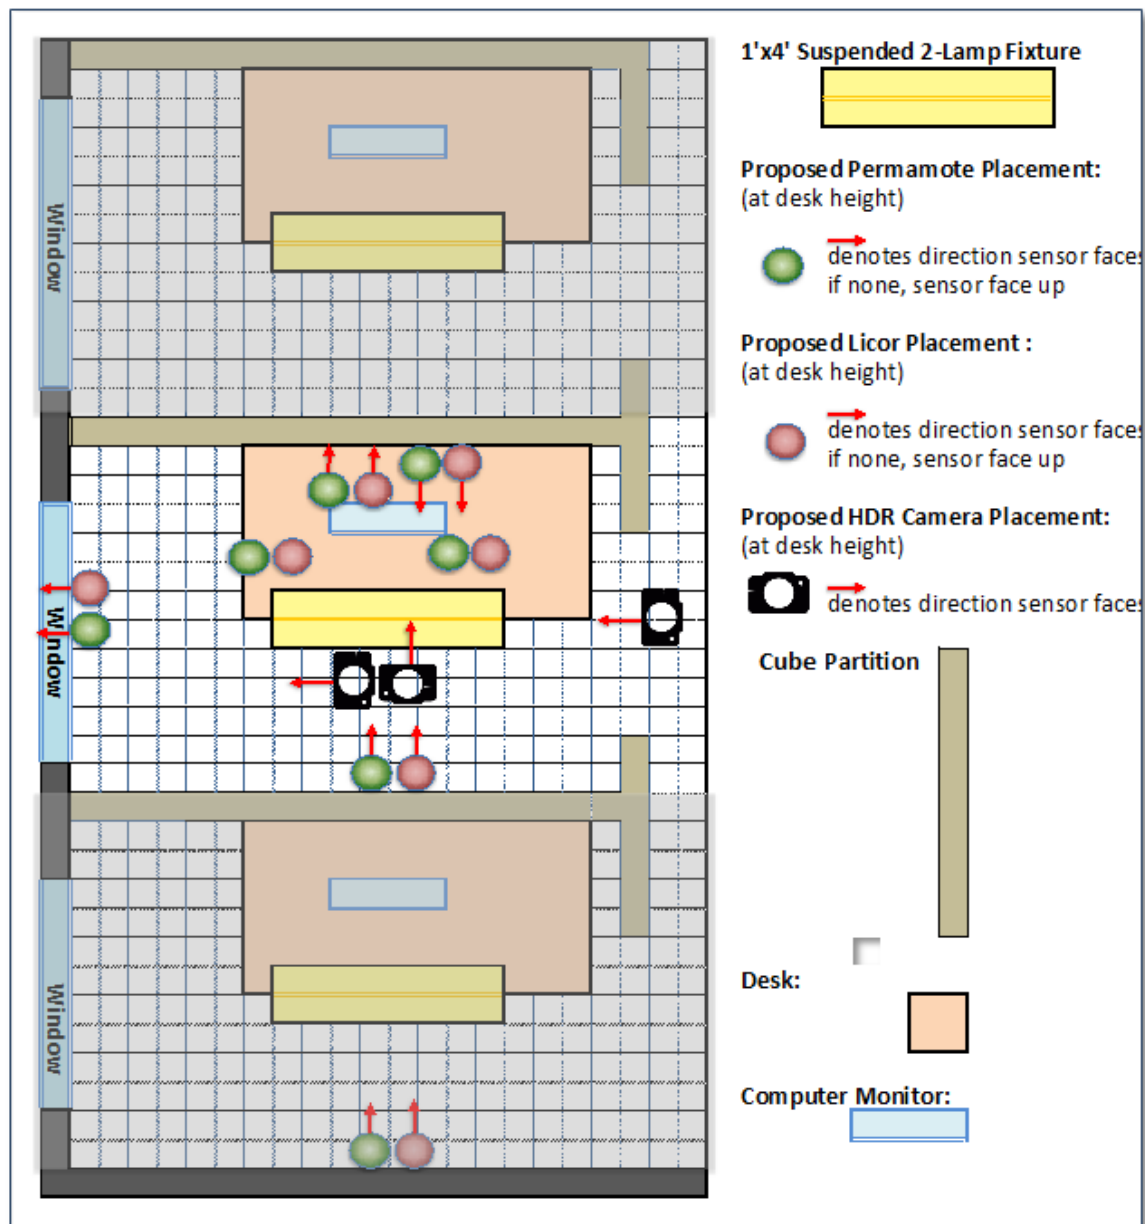 1'x4' Suspended 2-Lamp Fixture
Proposed Permamote Placement:
(at desk height)
denotes direction sensor faces
if none, sensor face up
Proposed Licor Placement :
(at desk height)
denotes direction sensor faces
if none, sensor face up
Proposed HDR Camera Placement:
(at desk height)
denotes direction sensor faces
Cube Partition
Desk:
Computer Monitor:
Window
Window
Window